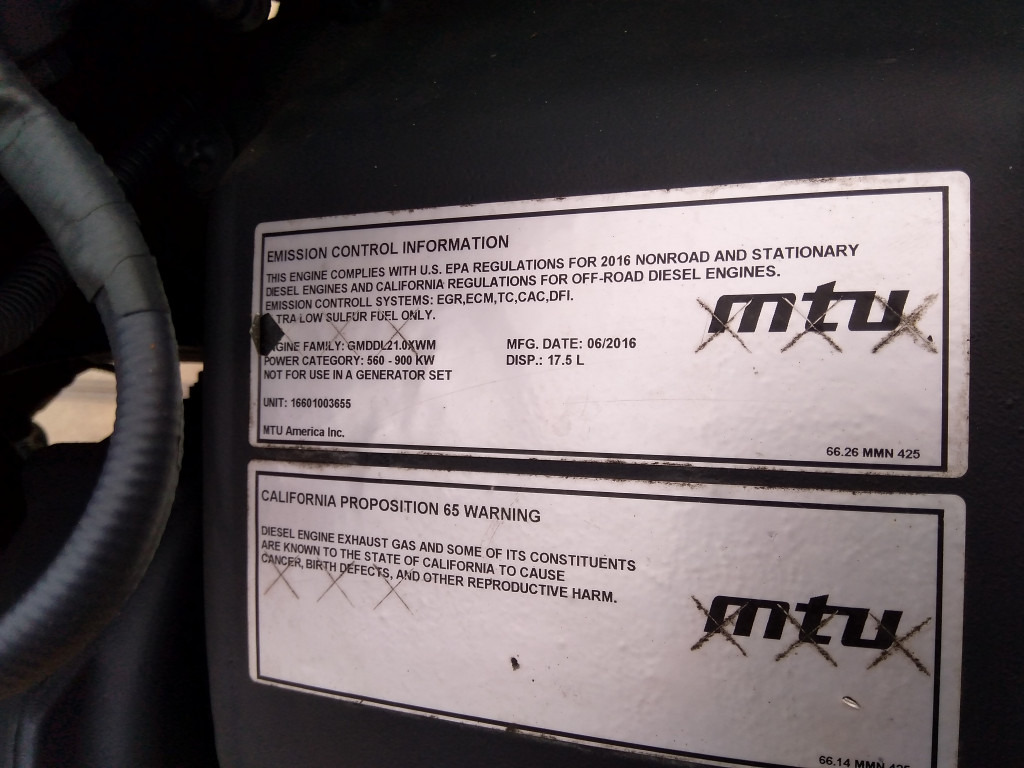 EMISSION CONTROL INFORMATION
THIS ENGINE COMPLIES WITH U.S. EPA REGULATIONS FOR 2016 NONROAD AND STATIONARY
DIESEL ENGINES AND CALIFORNIA REGULATIONS FOR OFF-ROAD DIESEL ENGINES.
EMISSION CONTROLL SYSTEMS: EGR,ECM,TC,CAC,DFI.
TRA LOW SULFUR FUEL ONLY.
mtu
GINE FAMILY: GMDDL21.0XWM
MFG. DATE: 06/2016
POWER CATEGORY: 560 - 900 KW
DISP.: 17.5 L
NOT FOR USE IN A GENERATOR SET
UNIT: 16601003655
MTU America Inc.
66.26 MMN 425
CALIFORNIA PROPOSITION 65 WARNING
DIESEL ENGINE EXHAUST GAS AND SOME OF ITS CONSTITUENTS
ARE KNOWN TO THE STATE OF CALIFORNIA TO CAUSE
CANCER, BIRTH DEFECTS, AND OTHER REPRODUCTIVE HARM.
mtu
66.14 MMN